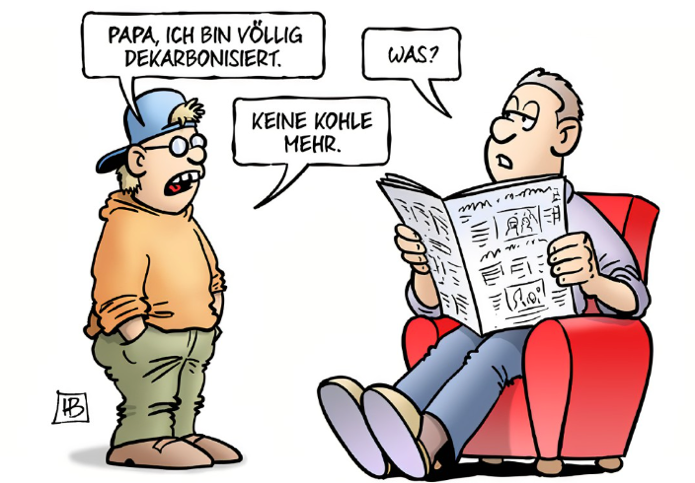 PAPA, ICH BIN VÖLLIG
DEKARBONISIERT.
WAS?
KEINE KOHLE
MEHR.
HB